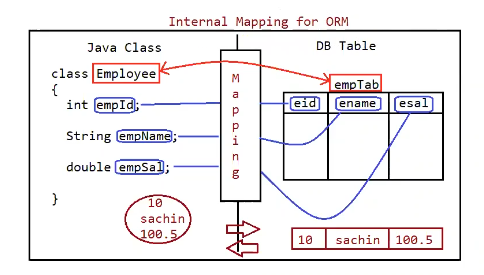 Internal Mapping for ORM
Java Class
class Employee
{
int empId;
String empName;
double empSal;
}
10
sachin
100.5
Mapping
DB Table
empTab
eid ename esal
10 sachin 100.5